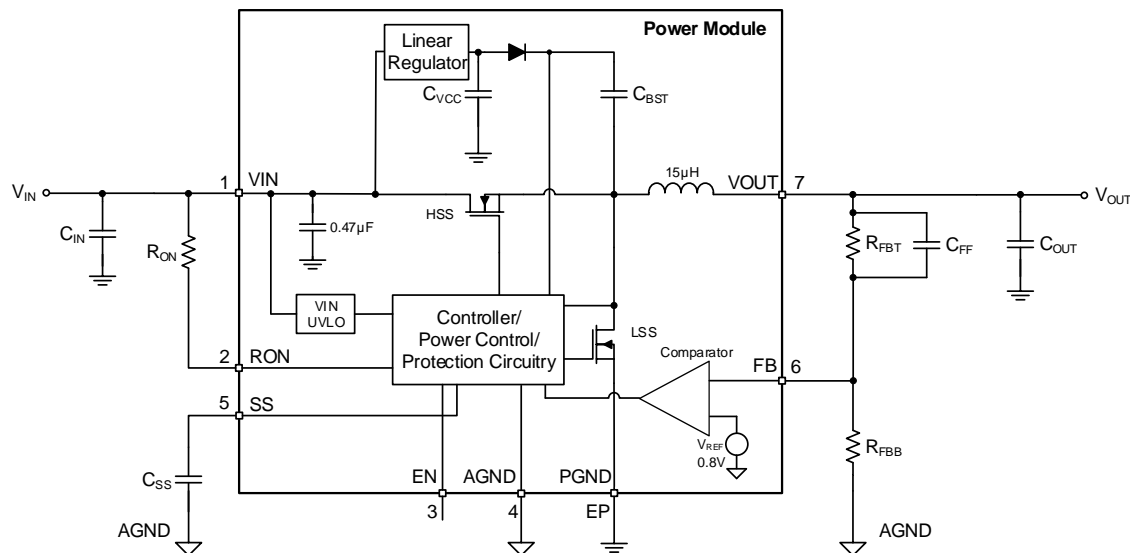 Power Module
Linear
Regulator
CVCC
CBST
VIN
1
VIN
15µH
VOUT
7
VOUT
HSS
CIN
RON
0.47µF
RFBT
CFF
COUT
VIN
UVLO
Controller/
Power Control/
Protection Circuitry
LSS
Comparator
2
RON
FB
6
5
SS
VREF
0.8V
RFBB
CSS
EN
AGND
PGND
3
4
EP
AGND
AGND